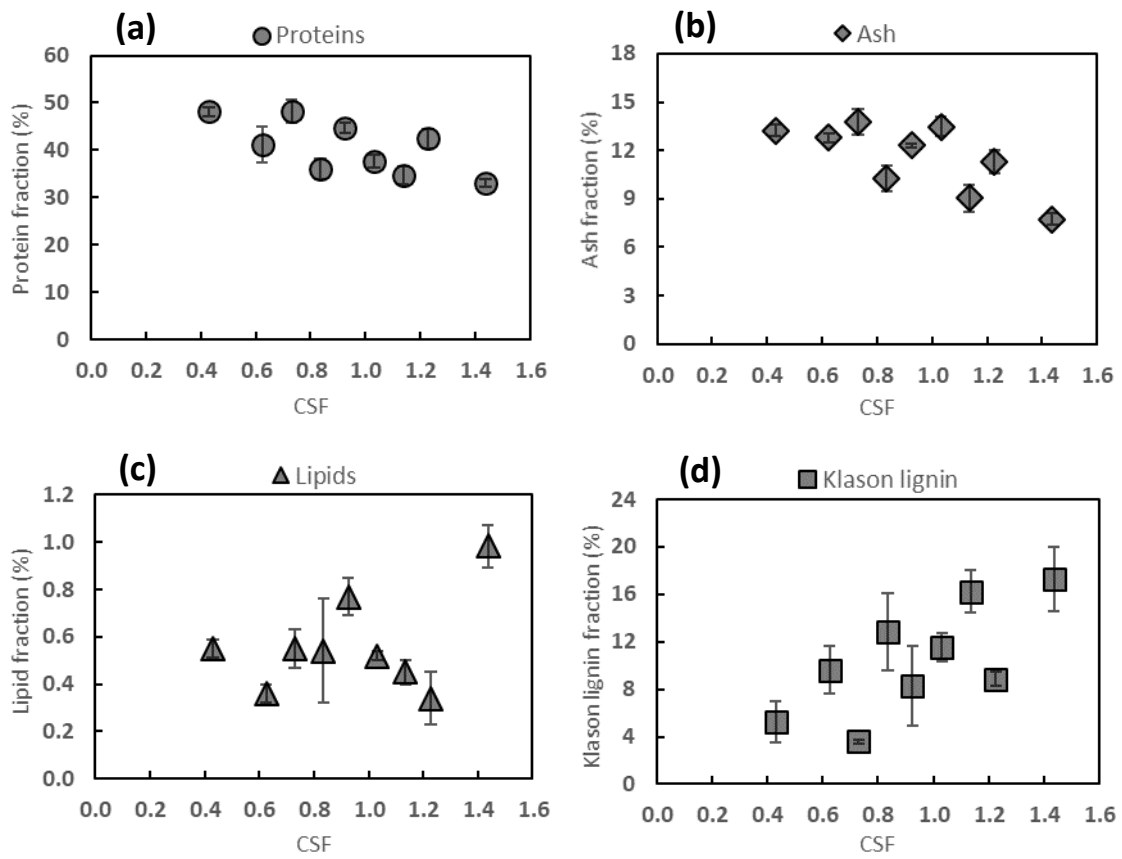 (a)
Proteins
Protein fraction (%)
60
50
40
30
20
10
0
0.0 0.2 0.4 0.6 0.8 1.0 1.2 1.4 1.6
CSF
(b)
Ash
Ash fraction (%)
18
15
12
9
6
3
0
0.0 0.2 0.4 0.6 0.8 1.0 1.2 1.4 1.6
CSF
(c)
Lipids
Lipid fraction (%)
1.2
1.0
0.8
0.6
0.4
0.2
0.0
0.0 0.2 0.4 0.6 0.8 1.0 1.2 1.4 1.6
CSF
(d)
Klason lignin
Klason lignin fraction (%)
24
20
16
12
8
4
0
0.0 0.2 0.4 0.6 0.8 1.0 1.2 1.4 1.6
CSF